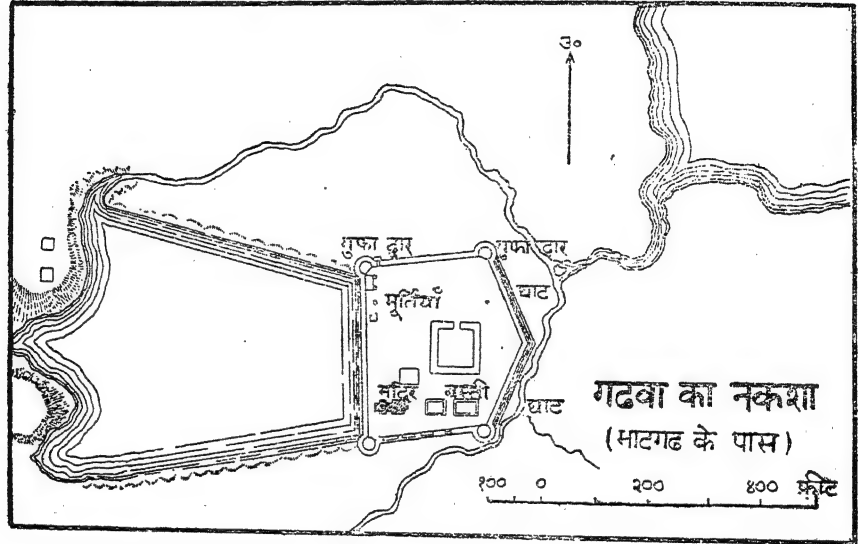 उ०
गुफा द्वार
गुफा द्वार
घाट
मूर्तियाँ
मंदिर
बस्ती
घाट
गढवा का नकशा
(भाटगढ के पास)
१०० ० २०० ४०० फ़ीट